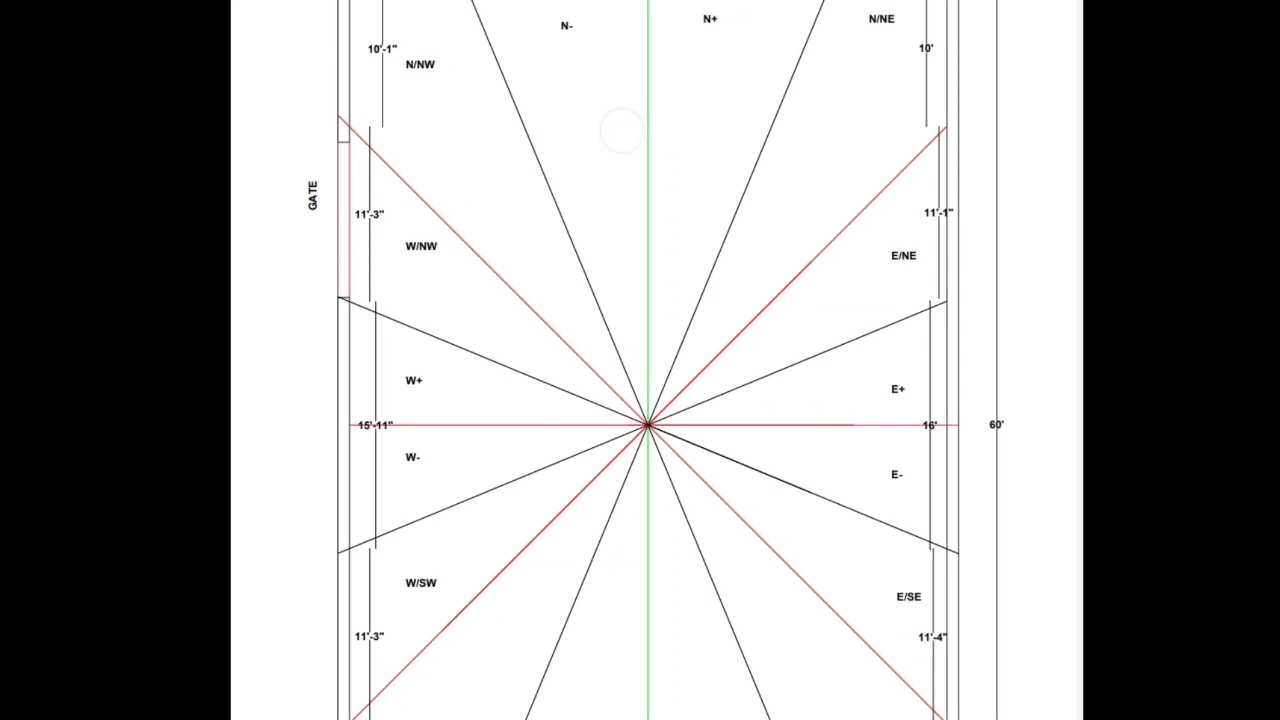 N-
N+
N/NE
10'-1"
10'
N/NW
GATE
11'-3"
11'-1"
W/NW
E/NE
W+
E+
15'-11"
16'
60'
W-
E-
W/SW
E/SE
11'-3"
11'-4"